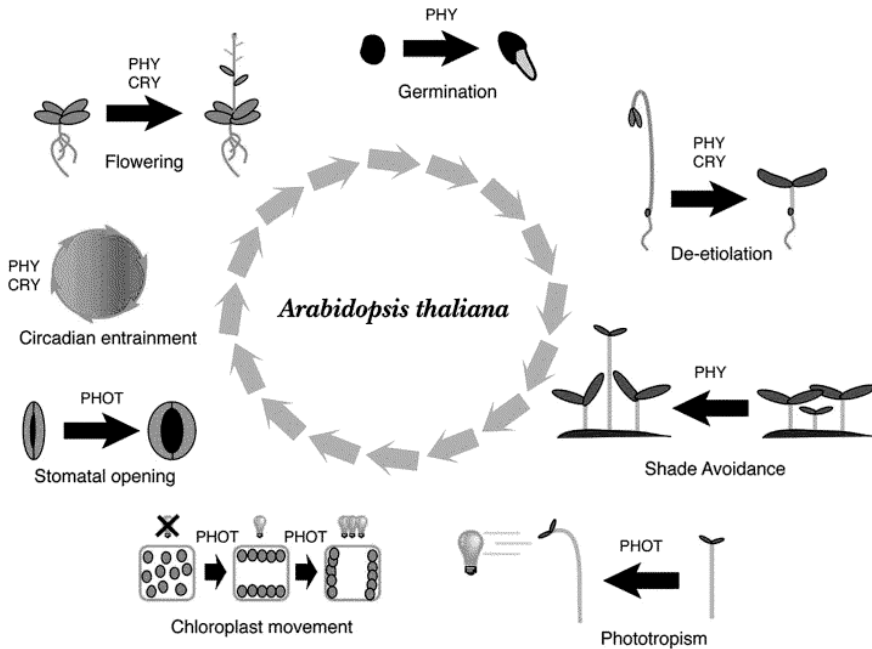 PHY
Germination
PHY
CRY
De-etiolation
PHY
Shade Avoidance
PHOT
Phototropism
PHOT
PHOT
Chloroplast movement
PHOT
Stomatal opening
PHY
CRY
Circadian entrainment
PHY
CRY
Flowering
Arabidopsis thaliana